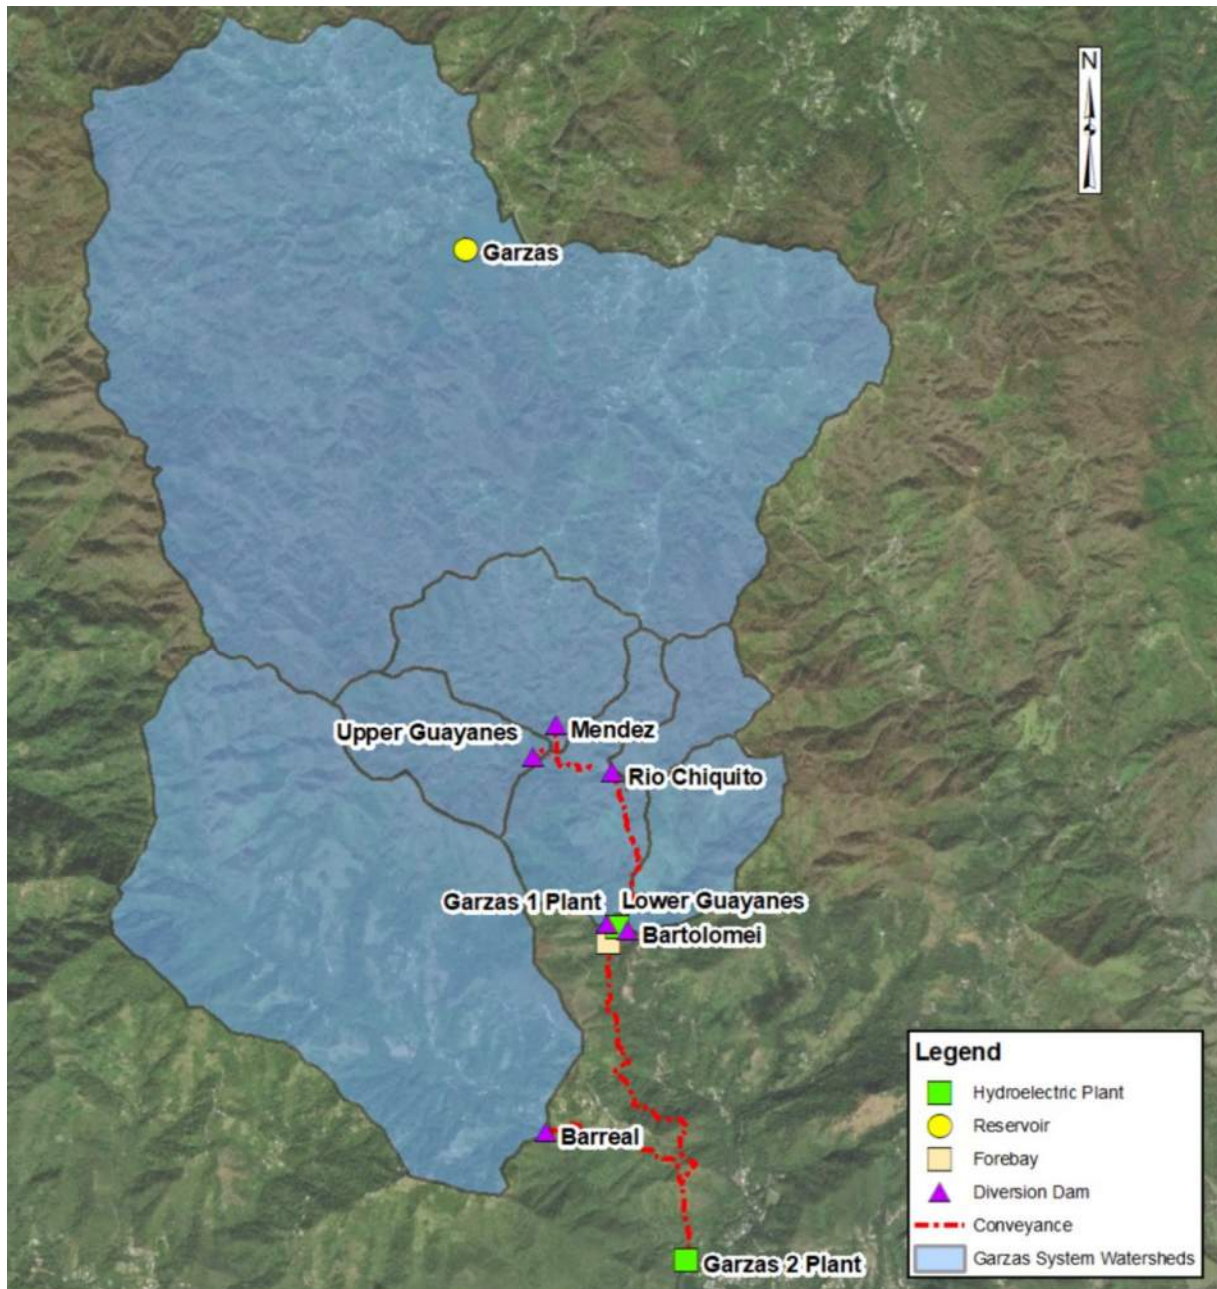 N
Garzas
Upper Guayanes
Mendez
Rio Chiquito
Garzas 1 Plant
Lower Guayanes
Bartolomei
Barreal
Garzas 2 Plant
Legend
Hydroelectric Plant
Reservoir
Forebay
Diversion Dam
Conveyance
Garzas System Watersheds